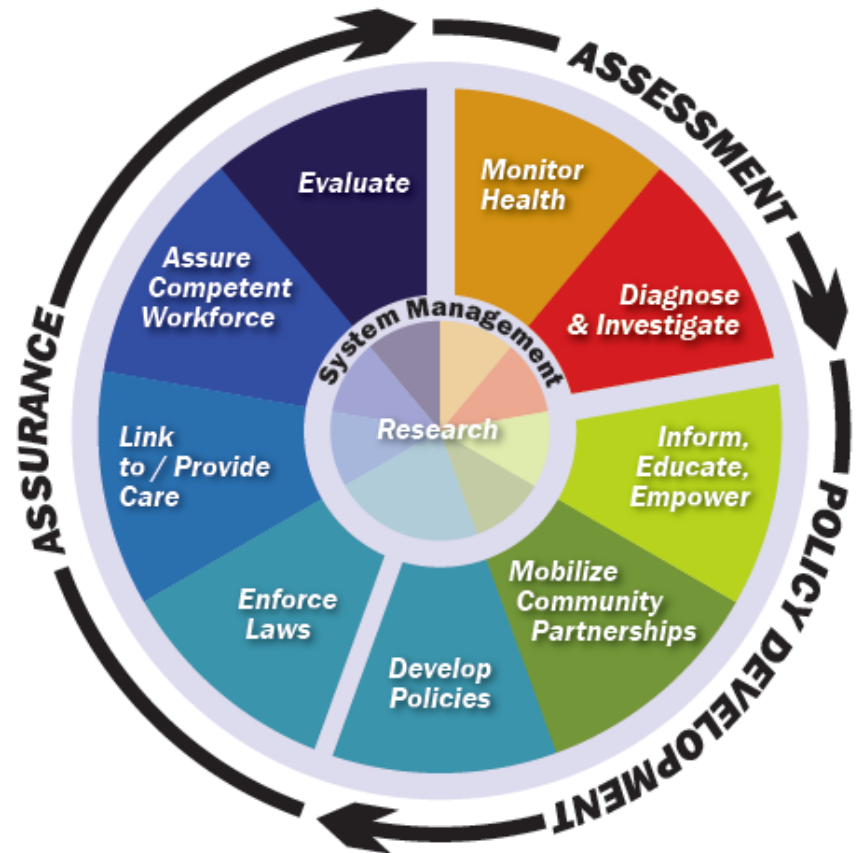 ASSESSMENT
Monitor
Health
Diagnose
& Investigate
POLICY DEVELOPMENT
Inform,
Educate,
Empower
Mobilize
Community
Partnerships
Develop
Policies
ASSURANCE
Enforce
Laws
Link
to / Provide
Care
Assure
Competent
Workforce
Evaluate
System Management
Research